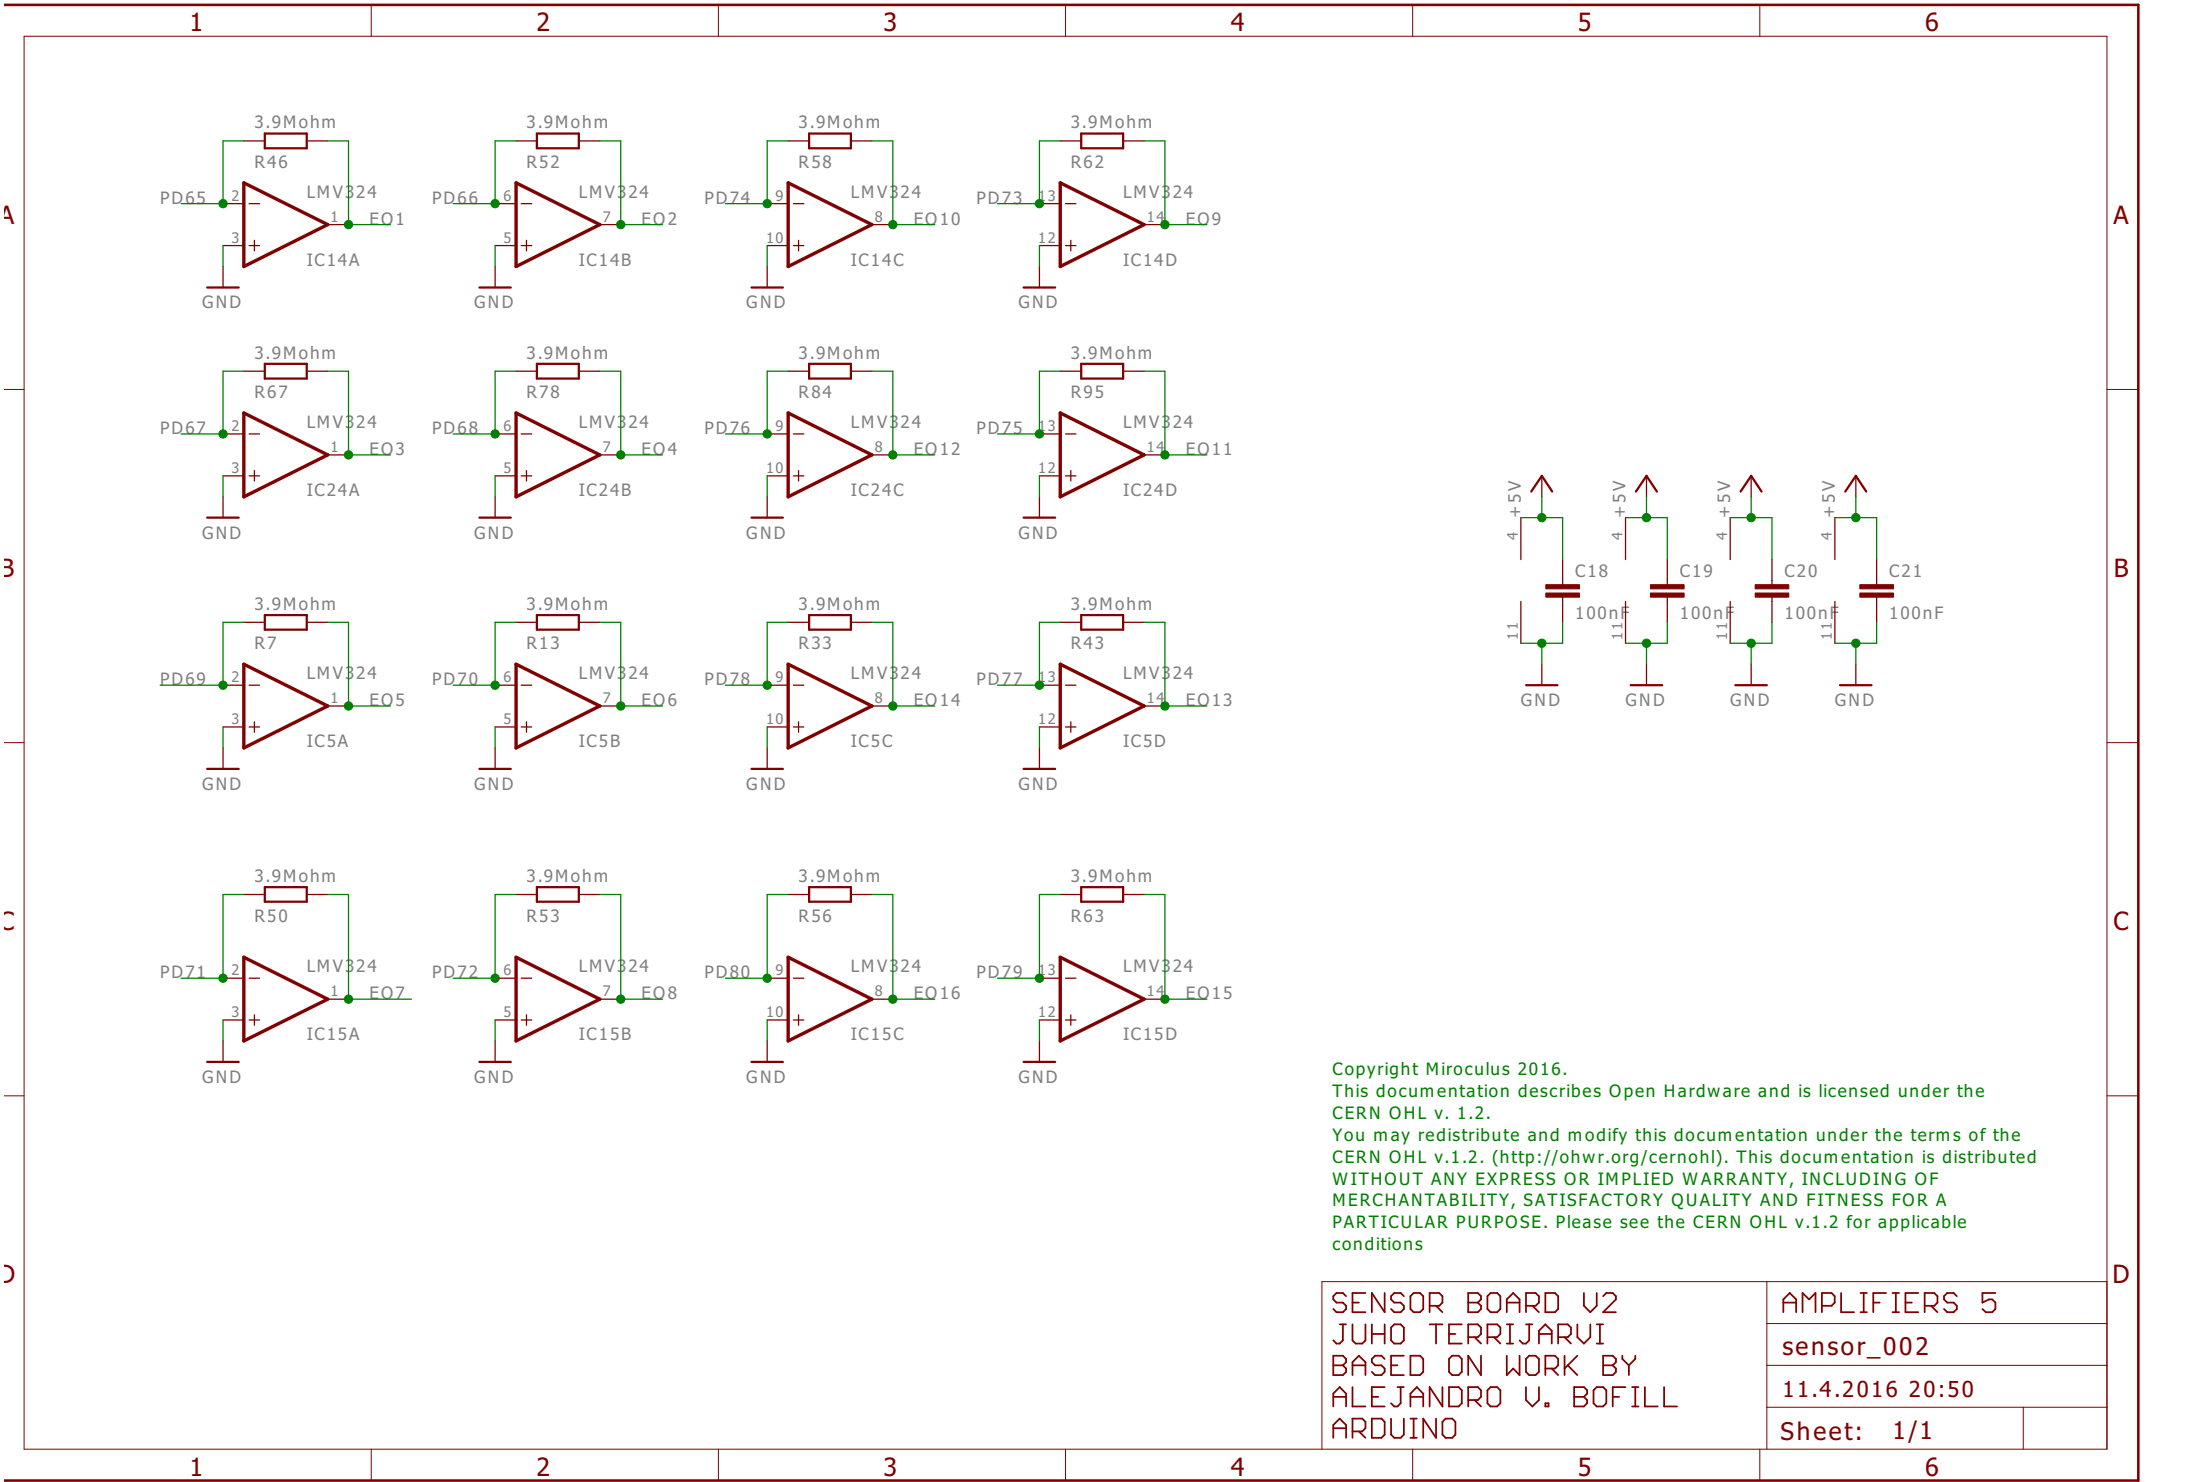 1 2 3 4 5 6
3.9Mohm 3.9Mohm 3.9Mohm 3.9Mohm
R46 R52 R58 R62
LMV324 LMV324 LMV324 LMV324
PD65 2 PD66 6 PD74 9 PD73 13
A 1 EO1 7 EO2 8 EO10 14 EO9 A
3 5 10 12
IC14A IC14B IC14C IC14D
GND GND GND GND
3.9Mohm 3.9Mohm 3.9Mohm 3.9Mohm
R67 R78 R84 R95
LMV324 LMV324 LMV324 LMV324
PD67 2 PD68 6 PD76 9 PD75 13
1 EO3 7 EO4 8 EO12 14 EO11
3 5 10 12
IC24A IC24B IC24C IC24D
+5V +5V +5V +5V
GND GND GND GND
4 4 4 4
B C18 C19 C20 C21 B
100nF 100nF 100nF 100nF
11 11 11 11
GND GND GND GND
3.9Mohm 3.9Mohm 3.9Mohm 3.9Mohm
R7 R13 R33 R43
LMV324 LMV324 LMV324 LMV324
PD69 2 PD70 6 PD78 9 PD77 13
1 EO5 7 EO6 8 EO14 14 EO13
3 5 10 12
IC5A IC5B IC5C IC5D
GND GND GND GND
3.9Mohm 3.9Mohm 3.9Mohm 3.9Mohm
C R50 R53 R56 R63 C
LMV324 LMV324 LMV324 LMV324
PD71 2 PD72 6 PD80 9 PD79 13
1 EO7 7 EO8 8 EO16 14 EO15
3 5 10 12
IC15A IC15B IC15C IC15D
GND GND GND GND
Copyright Miroculus 2016.
This documentation describes Open Hardware and is licensed under the
CERN OHL v. 1.2.
You may redistribute and modify this documentation under the terms of the
CERN OHL v.1.2. (http://ohwr.org/cernohl). This documentation is distributed
WITHOUT ANY EXPRESS OR IMPLIED WARRANTY, INCLUDING OF
MERCHANTABILITY, SATISFACTORY QUALITY AND FITNESS FOR A
PARTICULAR PURPOSE. Please see the CERN OHL v.1.2 for applicable
conditions
D D
SENSOR BOARD V2
JUHO TERRIJARVI
BASED ON WORK BY
ALEJANDRO V. BOFILL
ARDUINO
AMPLIFIERS 5
sensor_002
11.4.2016 20:50
Sheet: 1/1
1 2 3 4 5 6